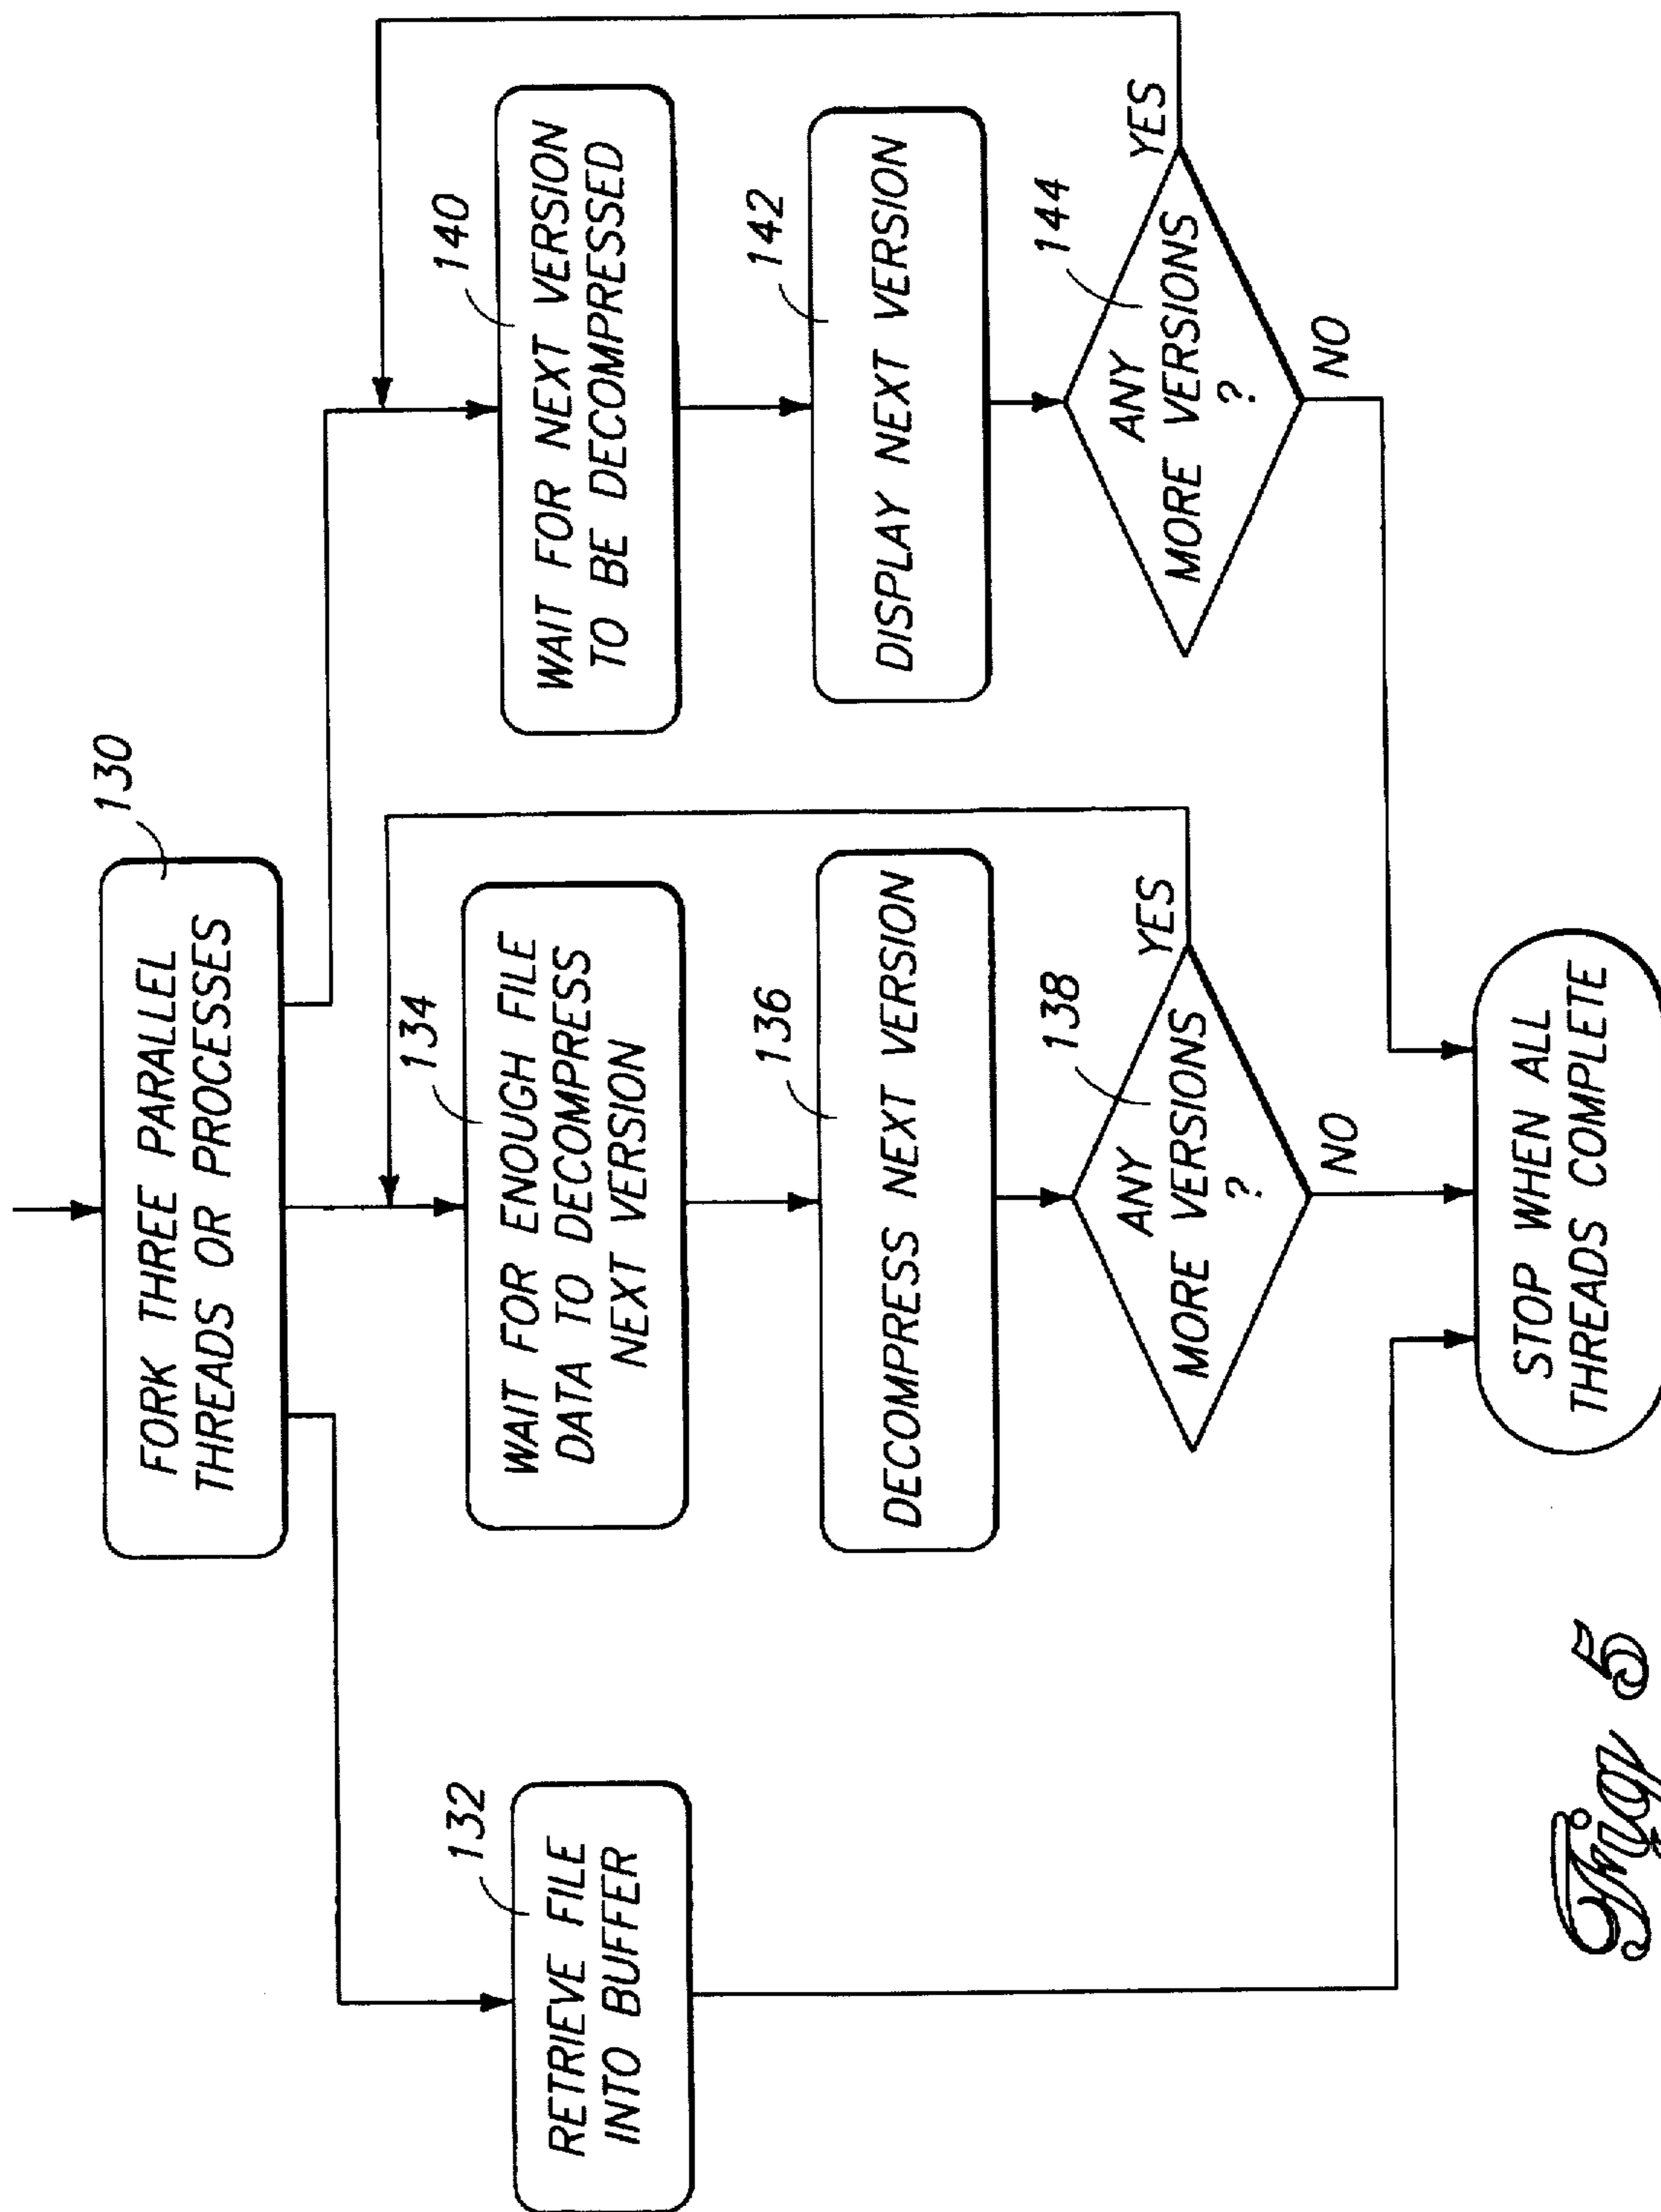 130
FORK THREE PARALLEL
THREADS OR PROCESSES
132
RETRIEVE FILE
INTO BUFFER
134
WAIT FOR ENOUGH FILE
DATA TO DECOMPRESS
NEXT VERSION
136
DECOMPRESS NEXT VERSION
138
ANY
MORE VERSIONS
?
YES
NO
140
WAIT FOR NEXT VERSION
TO BE DECOMPRESSED
142
DISPLAY NEXT VERSION
144
ANY
MORE VERSIONS
?
YES
NO
STOP WHEN ALL
THREADS COMPLETE
Fig 5